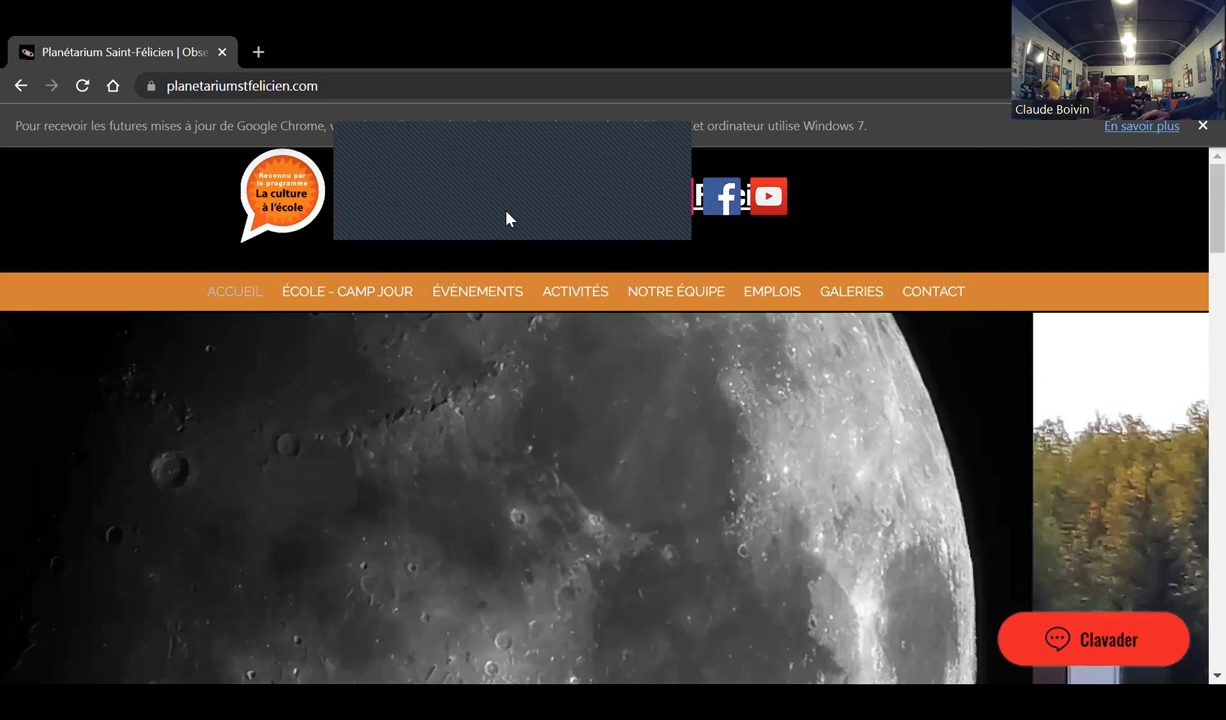 Planétarium Saint-Félicien | Obse
planetariumstfelicien.com
Claude Boivin
Pour recevoir les futures mises à jour de Google Chrome,
et ordinateur utilise Windows 7.
En savoir plus
Reconnu par
le programme
La culture
à l'école
ACCUEIL ÉCOLE - CAMP JOUR ÉVÈNEMENTS ACTIVITÉS NOTRE ÉQUIPE EMPLOIS GALERIES CONTACT
Clavader